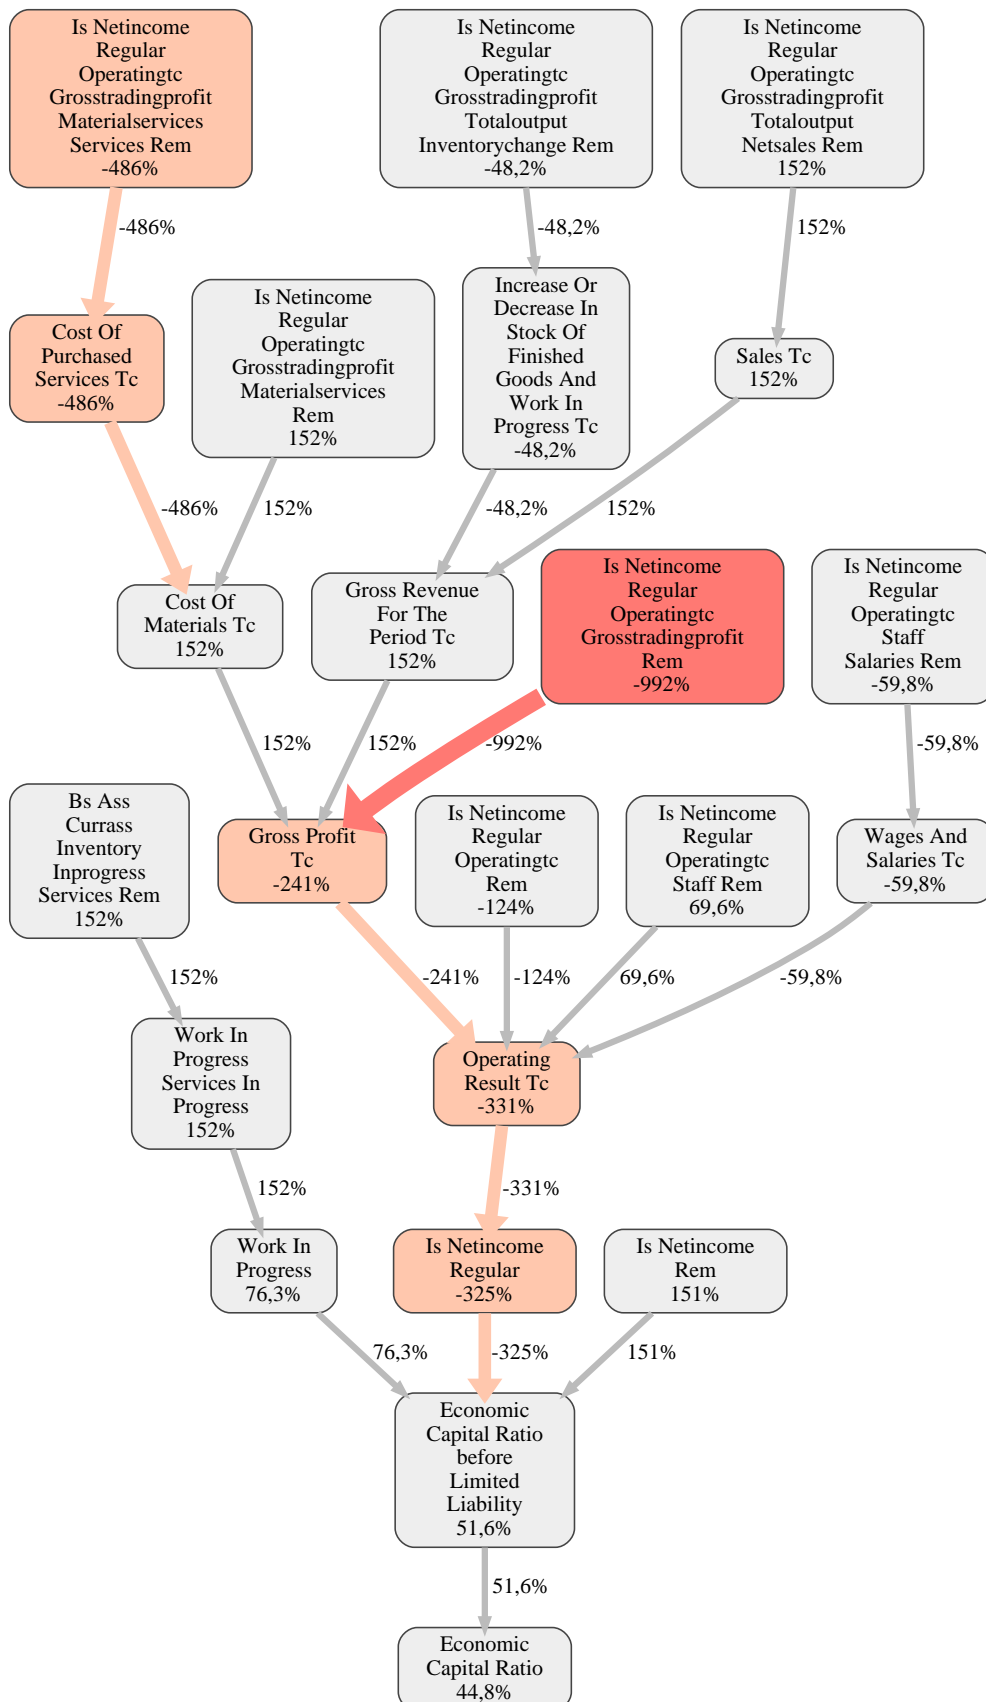 Is Netincome
Regular
Operatingtc
Grosstradingprofit
Materialservices
Services Rem
-486%
Is Netincome
Regular
Operatingtc
Grosstradingprofit
Totaloutput
Inventorychange Rem
-48,2%
Is Netincome
Regular
Operatingtc
Grosstradingprofit
Totaloutput
Netsales Rem
152%
-486%
-48,2%
152%
Cost Of
Purchased
Services Tc
-486%
Is Netincome
Regular
Operatingtc
Grosstradingprofit
Materialservices
Rem
152%
Increase Or
Decrease In
Stock Of
Finished
Goods And
Work In
Progress Tc
-48,2%
Sales Tc
152%
-486%
152%
-48,2%
152%
Cost Of
Materials Tc
152%
Gross Revenue
For The
Period Tc
152%
Is Netincome
Regular
Operatingtc
Grosstradingprofit
Rem
-992%
Is Netincome
Regular
Operatingtc
Staff
Salaries Rem
-59,8%
152%
152%
-992%
-59,8%
Bs Ass
Currass
Inventory
Inprogress
Services Rem
152%
Gross Profit
Tc
-241%
Is Netincome
Regular
Operatingtc
Rem
-124%
Is Netincome
Regular
Operatingtc
Staff Rem
69,6%
Wages And
Salaries Tc
-59,8%
152%
-241%
-124%
69,6%
-59,8%
Work In
Progress
Services In
Progress
152%
Operating
Result Tc
-331%
152%
-331%
Work In
Progress
76,3%
Is Netincome
Regular
-325%
Is Netincome
Rem
151%
76,3%
-325%
151%
Economic
Capital Ratio
before
Limited
Liability
51,6%
51,6%
Economic
Capital Ratio
44,8%